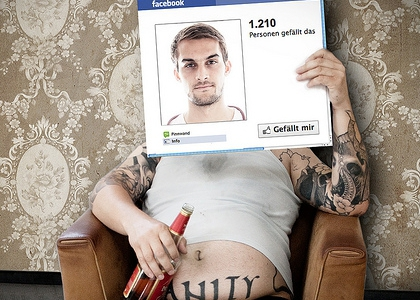 facebook
1.210
Personen gefällt das
Pinnwand
Info
Gefällt mir